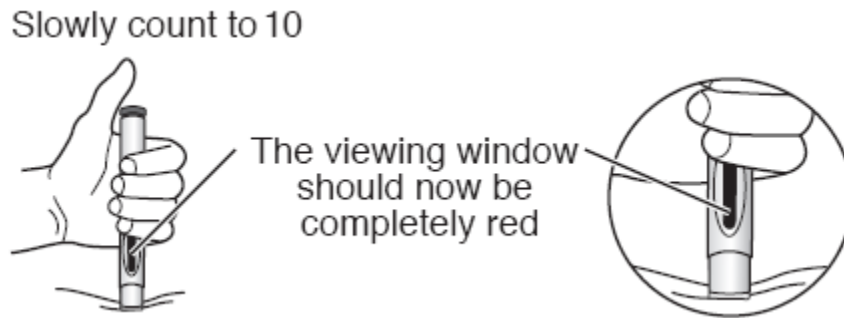 Slowly count to 10
The viewing window
should now be
completely red